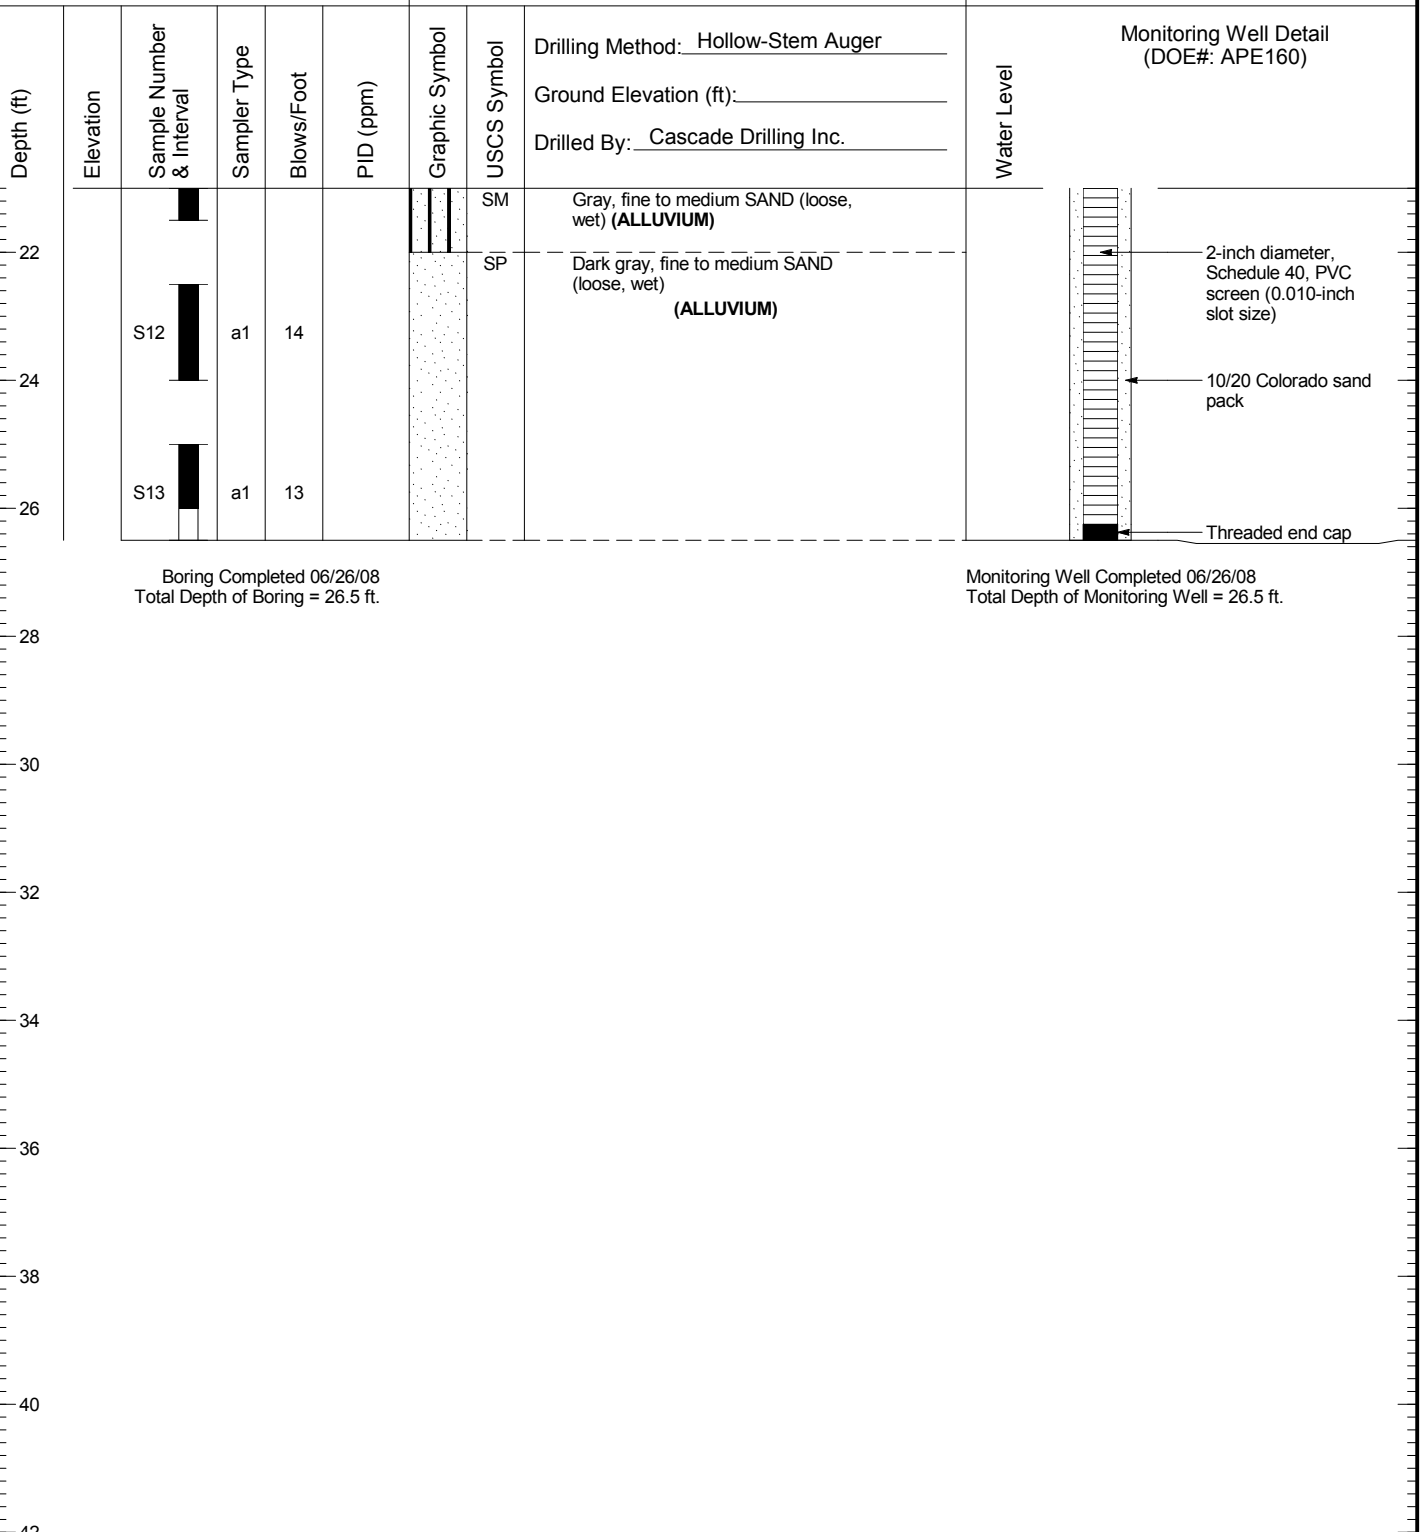 Depth (ft)
Elevation
Sample Number
& Interval
Sampler Type
Blows/Foot
PID (ppm)
Graphic Symbol
USCS Symbol
Drilling Method: Hollow-Stem Auger
Ground Elevation (ft):
Drilled By: Cascade Drilling Inc.
Water Level
Monitoring Well Detail
(DOE#: APE160)
SM
Gray, fine to medium SAND (loose,
wet) (ALLUVIUM)
22
SP
Dark gray, fine to medium SAND
(loose, wet)
(ALLUVIUM)
2-inch diameter,
Schedule 40, PVC
screen (0.010-inch
slot size)
S12 a1 14
24
10/20 Colorado sand
pack
S13 a1 13
26
Threaded end cap
Boring Completed 06/26/08
Total Depth of Boring = 26.5 ft.
Monitoring Well Completed 06/26/08
Total Depth of Monitoring Well = 26.5 ft.
28
30
32
34
36
38
40
42